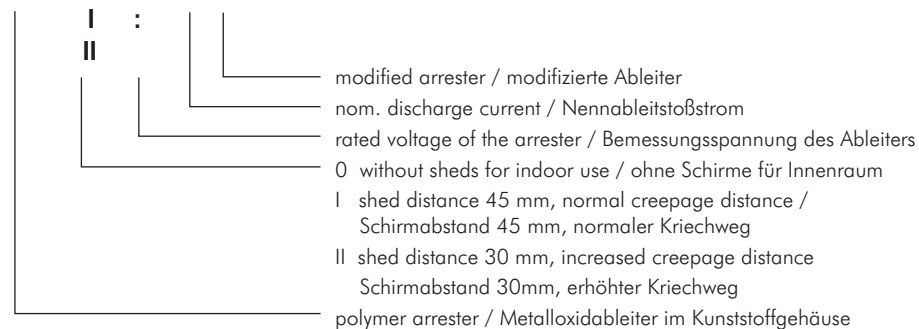 I :
II
modified arrester / modifizierte Ableiter
nom. discharge current / Nennableitstoßstrom
rated voltage of the arrester / Bemessungsspannung des Ableiters
0 without sheds for indoor use / ohne Schirme für Innenraum
I shed distance 45 mm, normal creepage distance /
Schirmabstand 45 mm, normaler Kriechweg
II shed distance 30 mm, increased creepage distance
Schirmabstand 30mm, erhöhter Kriechweg
polymer arrester / Metalloxidableiter im Kunststoffgehäuse